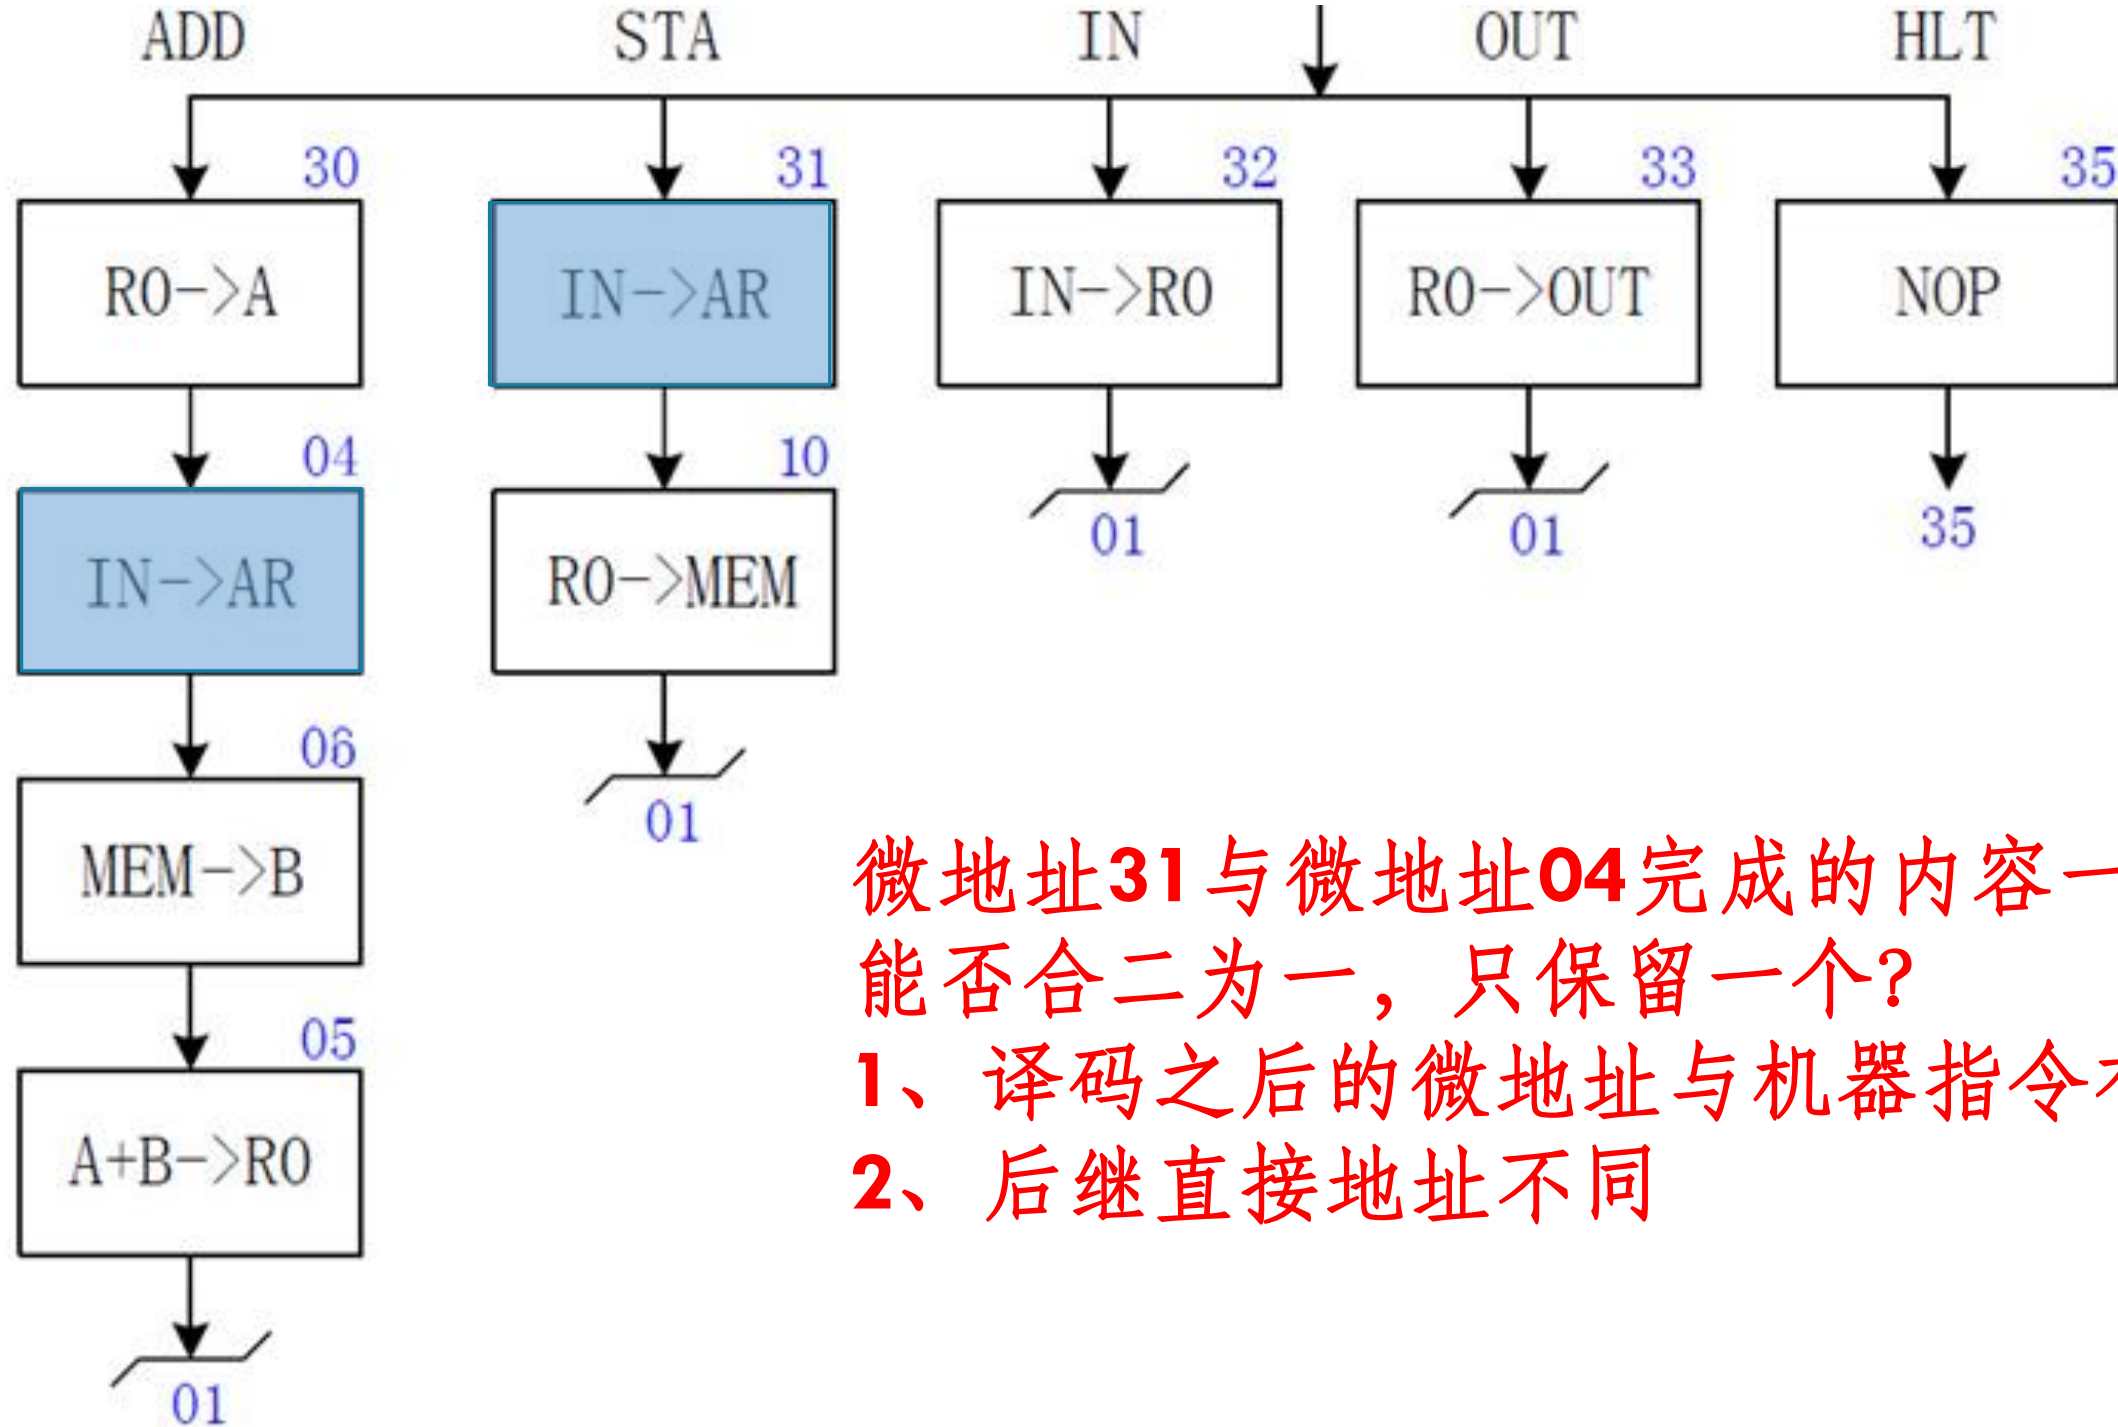 ADD STA IN OUT HLT
30 31 32 33 35
R0->A IN->AR IN->R0 R0->OUT NOP
04 10
IN->AR R0->MEM 01 01 35
06
MEM->B 01
05
A+B->R0
01
微地址31与微地址04完成的内容一
能否合二为一，只保留一个?
1、译码之后的微地址与机器指令
2、后继直接地址不同